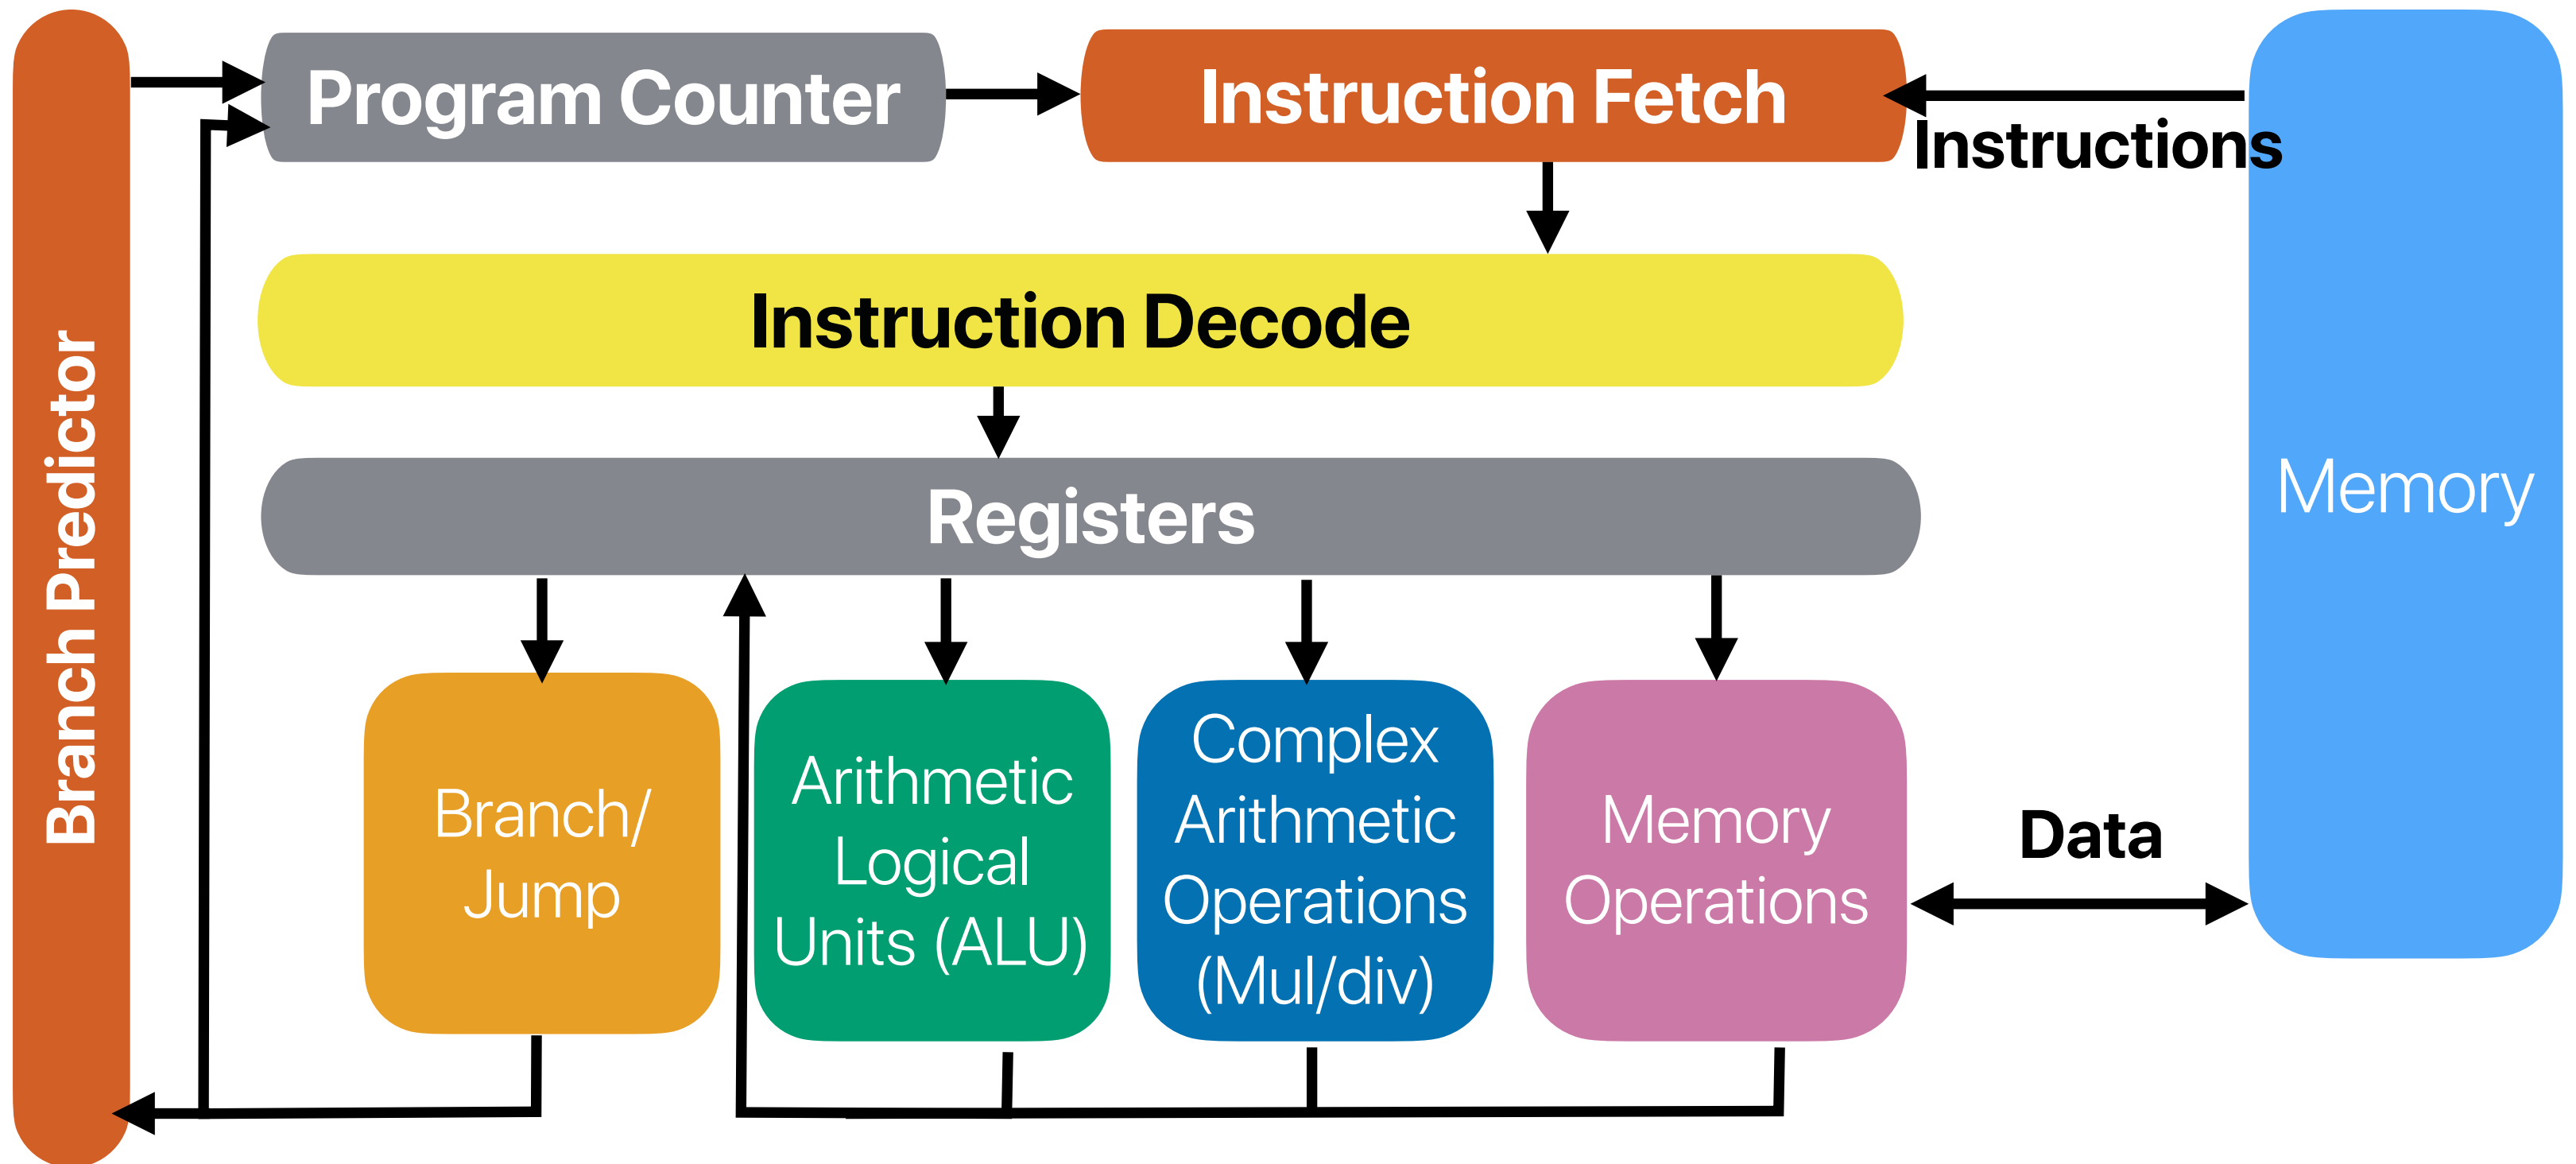 Branch Predictor
Program Counter
Instruction Fetch
Instructions
Instruction Decode
Registers
Memory
Branch/
Jump
Arithmetic
Logical
Units (ALU)
Complex
Arithmetic
Operations
(Mul/div)
Memory
Operations
Data